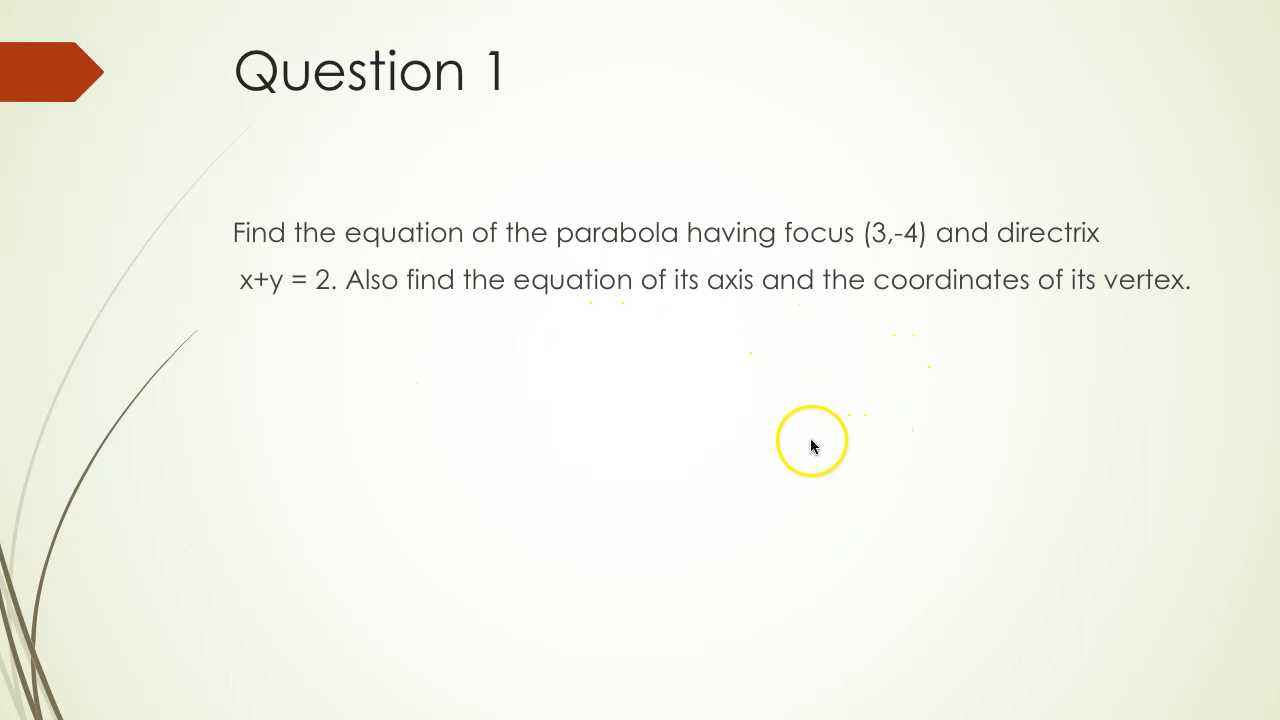 Question 1
Find the equation of the parabola having focus (3,-4) and directrix
x+y = 2. Also find the equation of its axis and the coordinates of its vertex.